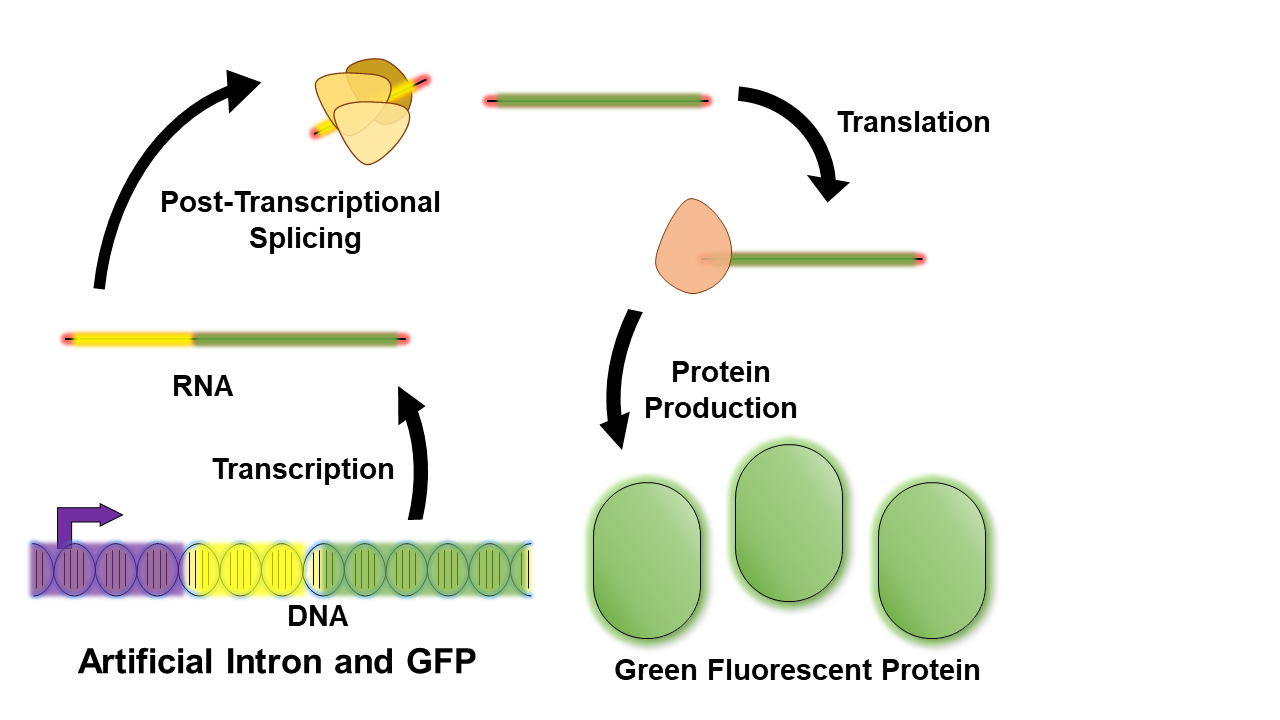 Translation
Post-Transcriptional
Splicing
RNA
Protein
Production
Transcription
DNA
Artificial Intron and GFP
Green Fluorescent Protein